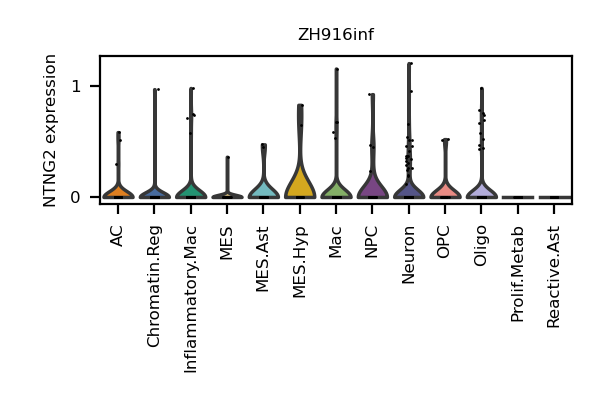 ZH916inf
NTNG2 expression
1
0
AC
Chromatin.Reg
Inflammatory.Mac
MES
MES.Ast
MES.Hyp
Mac
NPC
Neuron
OPC
Oligo
Prolif.Metab
Reactive.Ast